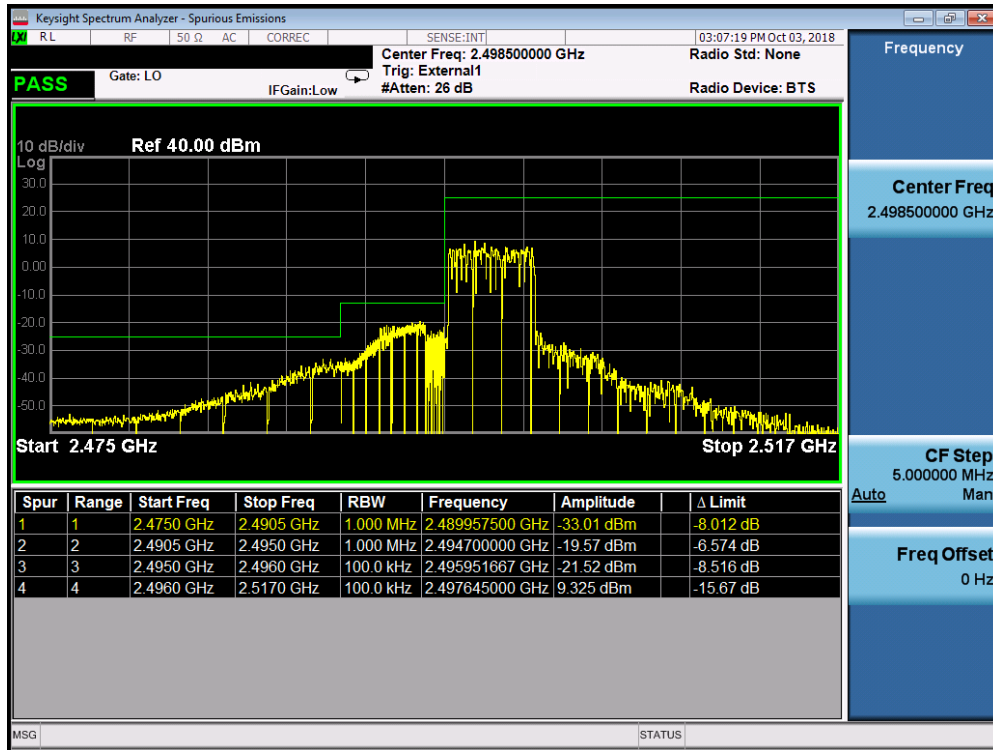 Keysight Spectrum Analyzer - Spurious Emissions
LXI RL RF 50 Ω AC CORREC SENSE:INT 03:07:19 PM Oct 03, 2018
Center Freq: 2.498500000 GHz Radio Std: None
PASS Gate: LO Trig: External1
IFGain:Low #Atten: 26 dB Radio Device: BTS
10 dB/div Ref 40.00 dBm
Log
30.0
20.0
10.0
0.00
-10.0
-20.0
-30.0
-40.0
-50.0
Start 2.475 GHz Stop 2.517 GHz
Spur Range Start Freq Stop Freq RBW Frequency Amplitude Δ Limit
1 1 2.4750 GHz 2.4905 GHz 1.000 MHz 2.489957500 GHz -33.01 dBm -8.012 dB
2 2 2.4905 GHz 2.4950 GHz 1.000 MHz 2.494700000 GHz -19.57 dBm -6.574 dB
3 3 2.4950 GHz 2.4960 GHz 100.0 kHz 2.495951667 GHz -21.52 dBm -8.516 dB
4 4 2.4960 GHz 2.5170 GHz 100.0 kHz 2.497645000 GHz 9.325 dBm -15.67 dB
MSG STATUS
Frequency
Center Freq
2.498500000 GHz
CF Step
5.000000 MHz
Auto Man
Freq Offset
0 Hz